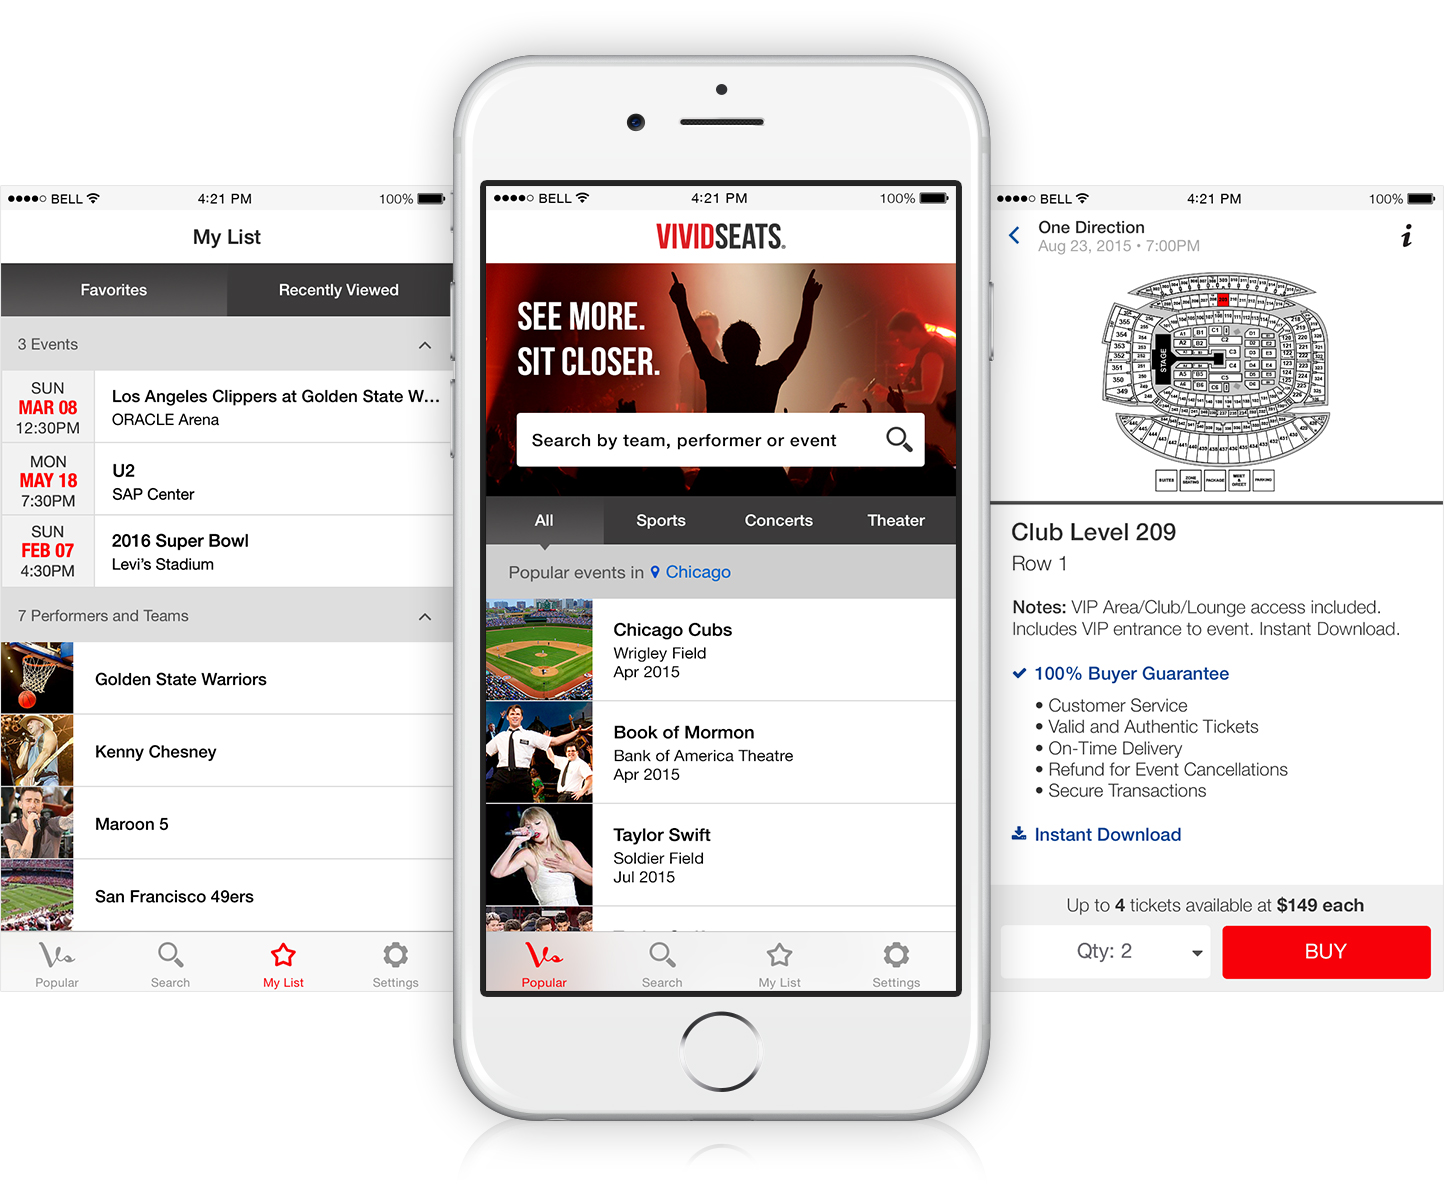 BELL
4:21 PM
100%
My List
Favorites
Recently Viewed
3 Events
SUN
MAR 08
12:30PM
Los Angeles Clippers at Golden State W...
ORACLE Arena
MON
MAY 18
7:30PM
U2
SAP Center
SUN
FEB 07
4:30PM
2016 Super Bowl
Levi's Stadium
7 Performers and Teams
Golden State Warriors
Kenny Chesney
Maroon 5
San Francisco 49ers
Popular
Search
My List
Settings
BELL
4:21 PM
100%
VIVIDSEATS
SEE MORE.
SIT CLOSER.
Search by team, performer or event
All
Sports
Concerts
Theater
Popular events in Chicago
Chicago Cubs
Wrigley Field
Apr 2015
Book of Mormon
Bank of America Theatre
Apr 2015
Taylor Swift
Soldier Field
Jul 2015
Vs
Popular
Search
My List
Settings
BELL
4:21 PM
100%
One Direction
Aug 23, 2015 • 7:00PM
i
STAGE
SUITES
ZONE SEATING
PACKAGE
MEET & GREET
PARKING
Club Level 209
Row 1
Notes: VIP Area/Club/Lounge access included.
Includes VIP entrance to event. Instant Download.
100% Buyer Guarantee
• Customer Service
• Valid and Authentic Tickets
• On-Time Delivery
• Refund for Event Cancellations
• Secure Transactions
Instant Download
Up to 4 tickets available at $149 each
Qty: 2
BUY